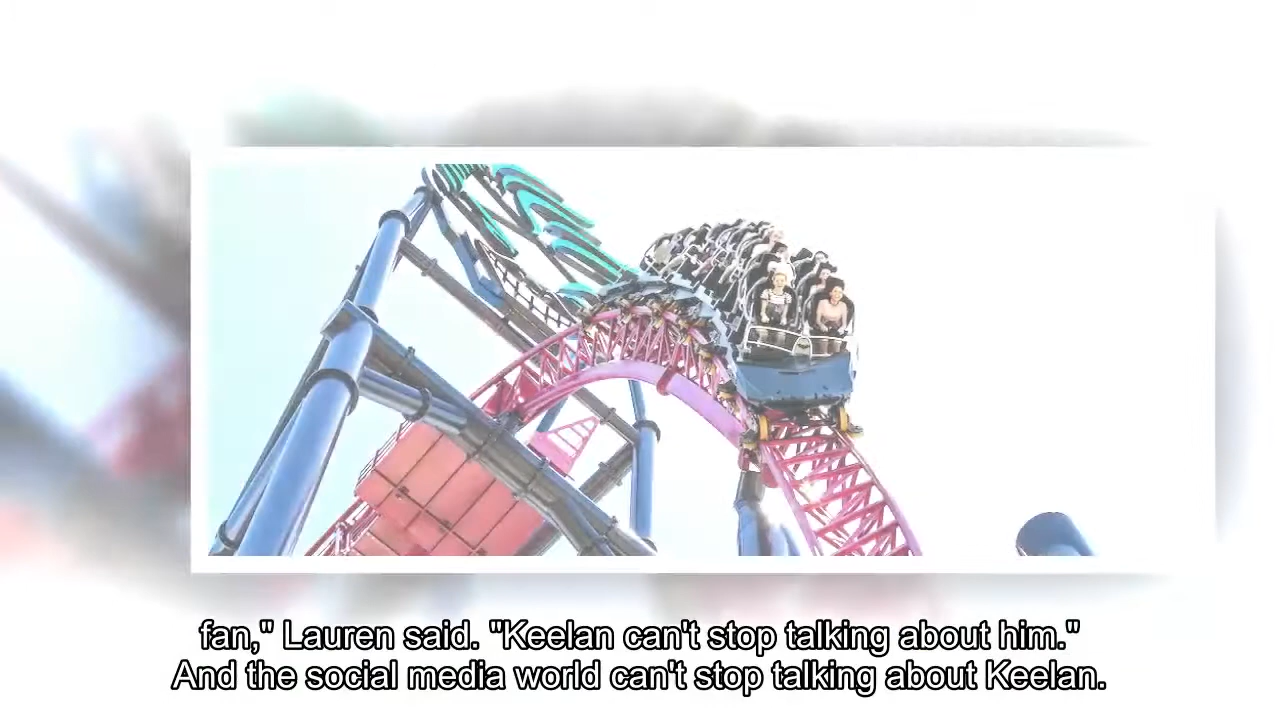 fan," Lauren said. "Keelan can't stop talking about him."
And the social media world can't stop talking about Keelan.